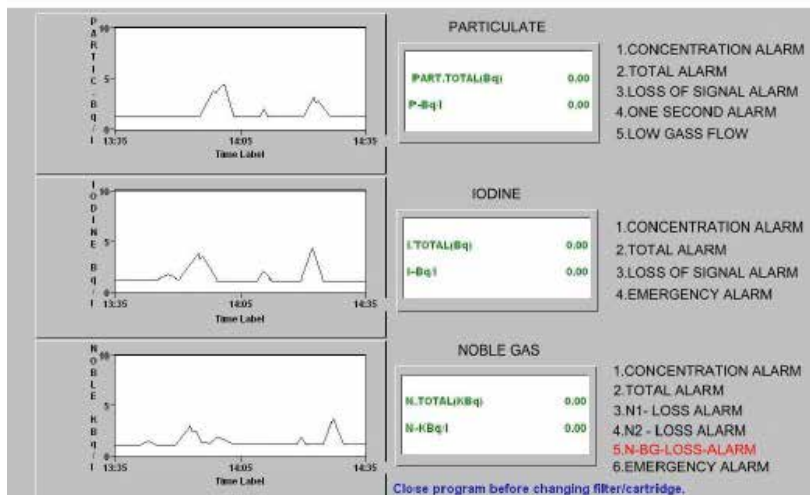 PARTIC-Bq/l
10
5
0
13:35 14:05 14:35
Time Label
PARTICULATE
PART.TOTAL(Bq) 0.00
P-Bq/l 0.00
1.CONCENTRATION ALARM
2.TOTAL ALARM
3.LOSS OF SIGNAL ALARM
4.ONE SECOND ALARM
5.LOW GASS FLOW
IODINE Bq/l
10
5
0
13:35 14:05 14:35
Time Label
IODINE
I.TOTAL(Bq) 0.00
I-Bq/l 0.00
1.CONCENTRATION ALARM
2.TOTAL ALARM
3.LOSS OF SIGNAL ALARM
4.EMERGENCY ALARM
NOBLE KBq/l
10
5
13:35 14:05 14:35
Time Label
NOBLE GAS
N.TOTAL(KBq) 0.00
N-KBq/l 0.00
1.CONCENTRATION ALARM
2.TOTAL ALARM
3.N1- LOSS ALARM
4.N2 - LOSS ALARM
5.N-BG-LOSS-ALARM
6.EMERGENCY ALARM
Close program before changing filter/cartridge.